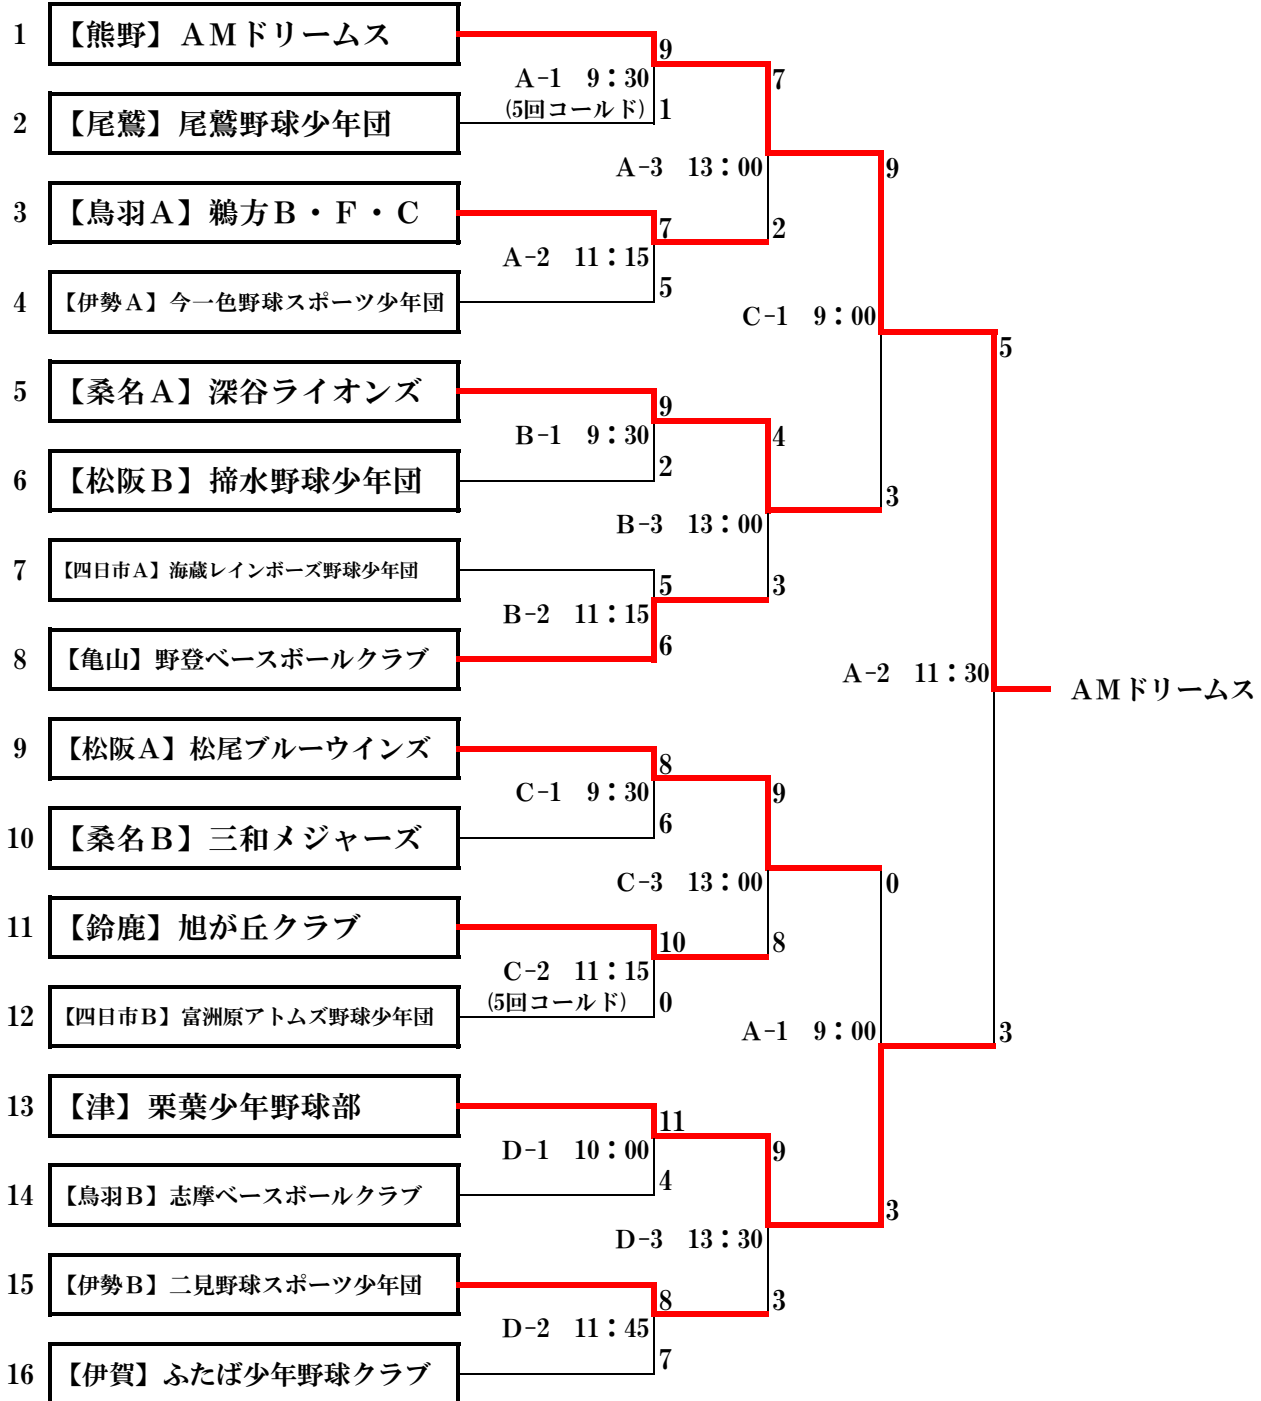 1 【熊野】ＡＭドリームス
9
A-1 9：30
7
(5回コールド) 1
2 【尾鷲】尾鷲野球少年団
A-3 13：00
9
3 【鳥羽Ａ】鵜方Ｂ・Ｆ・Ｃ
7
2
A-2 11：15
5
4 【伊勢Ａ】今一色野球スポーツ少年団
C-1 9：00
5
5 【桑名Ａ】深谷ライオンズ
9
B-1 9：30
4
2
6 【松阪Ｂ】揥水野球少年団
3
B-3 13：00
7 【四日市Ａ】海蔵レインボーズ野球少年団
5
3
B-2 11：15
6
8 【亀山】野登ベースボールクラブ
A-2 11：30
ＡＭドリームス
9 【松阪Ａ】松尾ブルーウインズ
8
C-1 9：30
9
6
10 【桑名Ｂ】三和メジャーズ
C-3 13：00
0
11 【鈴鹿】旭が丘クラブ
10
8
C-2 11：15
(5回コールド) 0
12 【四日市Ｂ】富洲原アトムズ野球少年団
A-1 9：00
3
13 【津】栗葉少年野球部
11
D-1 10：00
9
4
14 【鳥羽Ｂ】志摩ベースボールクラブ
3
D-3 13：30
15 【伊勢Ｂ】二見野球スポーツ少年団
8
3
D-2 11：45
7
16 【伊賀】ふたば少年野球クラブ